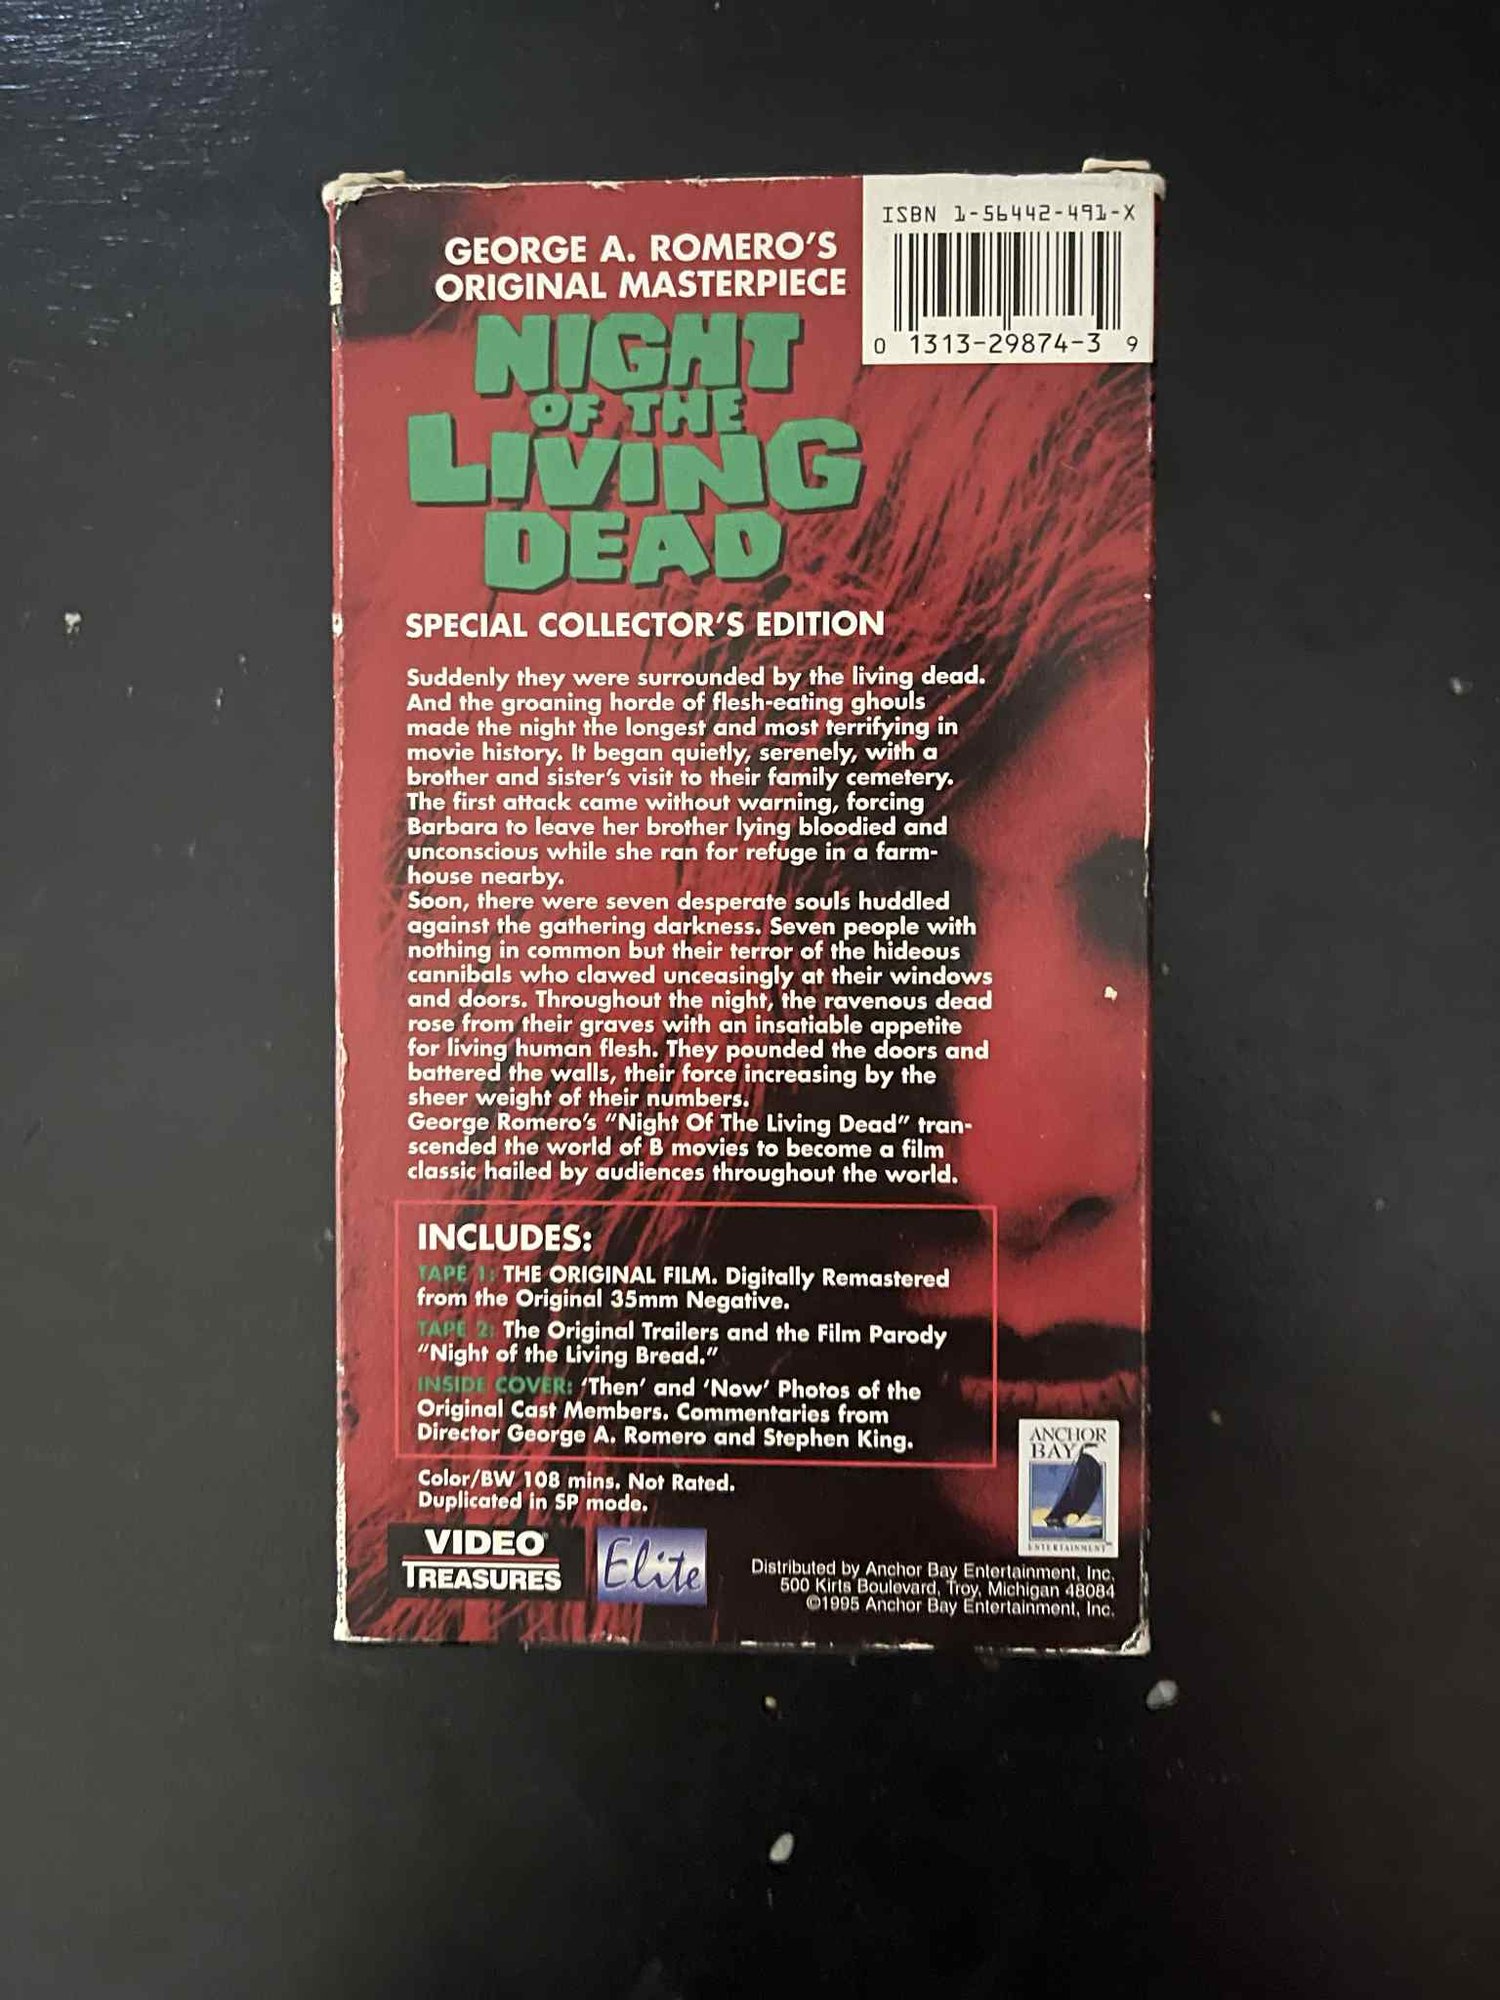 ISBN 1-56442-491-X
0 1313-29874-3 9
GEORGE A. ROMERO'S
ORIGINAL MASTERPIECE
NIGHT
OF THE
LIVING
DEAD
SPECIAL COLLECTOR'S EDITION
Suddenly they were surrounded by the living dead.
And the groaning horde of flesh-eating ghouls
made the night the longest and most terrifying in
movie history. It began quietly, serenely, with a
brother and sister's visit to their family cemetery.
The first attack came without warning, forcing
Barbara to leave her brother lying bloodied and
unconscious while she ran for refuge in a farm-
house nearby.
Soon, there were seven desperate souls huddled
against the gathering darkness. Seven people with
nothing in common but their terror of the hideous
cannibals who clawed unceasingly at their windows
and doors. Throughout the night, the ravenous dead
rose from their graves with an insatiable appetite
for living human flesh. They pounded the doors and
battered the walls, their force increasing by the
sheer weight of their numbers.
George Romero's "Night Of The Living Dead" tran-
scended the world of B movies to become a film
classic hailed by audiences throughout the world.
INCLUDES:
TAPE 1: THE ORIGINAL FILM. Digitally Remastered
from the Original 35mm Negative.
TAPE 2: The Original Trailers and the Film Parody
"Night of the Living Bread."
INSIDE COVER: 'Then' and 'Now' Photos of the
Original Cast Members. Commentaries from
Director George A. Romero and Stephen King.
Color/BW 108 mins. Not Rated.
Duplicated in SP mode.
VIDEO
TREASURES
Elite
ANCHOR
BAY
ENTERTAINMENT
Distributed by Anchor Bay Entertainment, Inc.
500 Kirts Boulevard, Troy, Michigan 48084
©1995 Anchor Bay Entertainment, Inc.